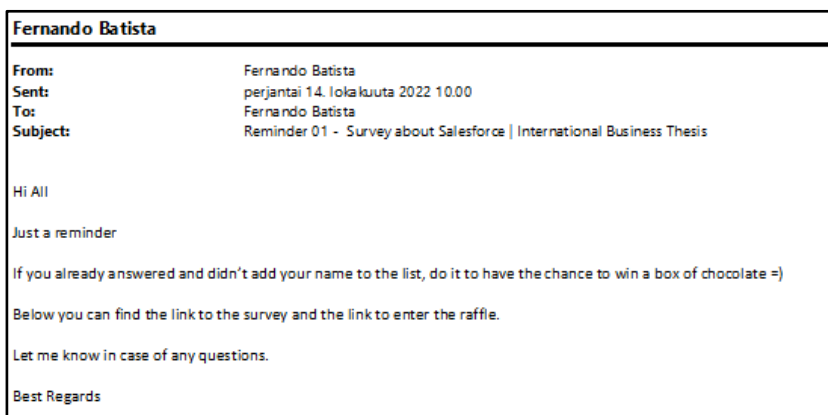 Fernando Batista
From: Fernando Batista
Sent: perjantai 14. lokakuuta 2022 10.00
To: Fernando Batista
Subject: Reminder 01 - Survey about Salesforce | International Business Thesis
Hi All
Just a reminder
If you already answered and didn't add your name to the list, do it to have the chance to win a box of chocolate =)
Below you can find the link to the survey and the link to enter the raffle.
Let me know in case of any questions.
Best Regards